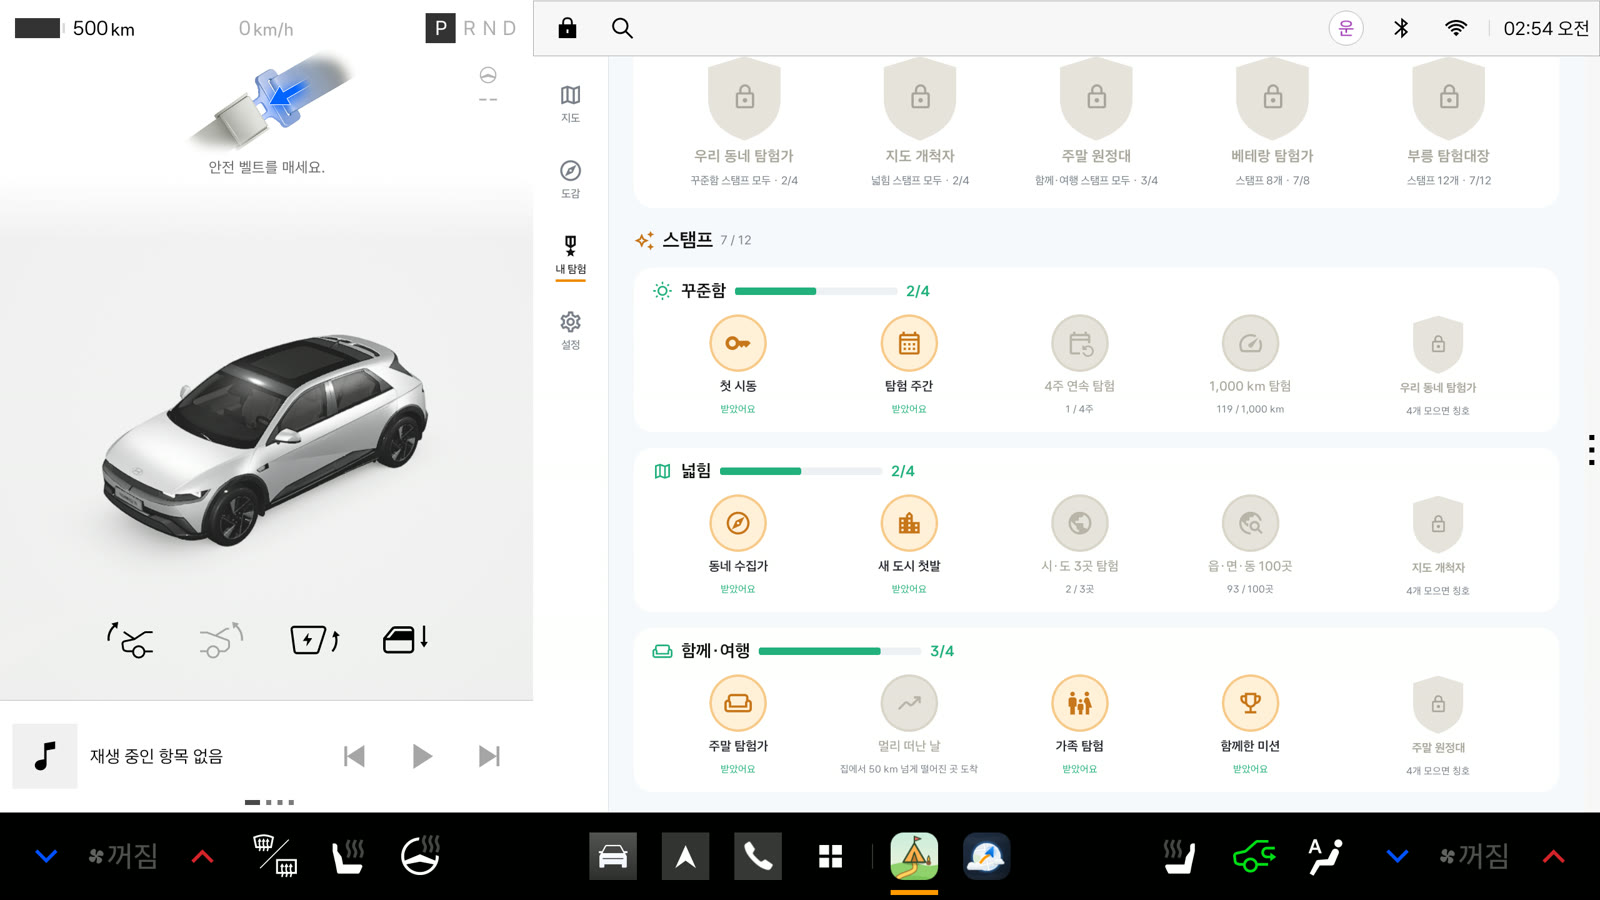 500 km
0 km/h
P R N D
02:54 오전
운
--
안전 벨트를 매세요.
지도
도감
내 탐험
설정
우리 동네 탐험가
꾸준함 스탬프 모두 · 2/4
지도 개척자
넓힘 스탬프 모두 · 2/4
주말 원정대
함께·여행 스탬프 모두 · 3/4
베테랑 탐험가
스탬프 8개 · 7/8
부릉 탐험대장
스탬프 12개 · 7/12
스탬프 7 / 12
꾸준함 2/4
첫 시동
받았어요
탐험 주간
받았어요
4주 연속 탐험
1 / 4주
1,000 km 탐험
119 / 1,000 km
우리 동네 탐험가
4개 모으면 칭호
넓힘 2/4
동네 수집가
받았어요
새 도시 첫발
받았어요
시·도 3곳 탐험
2 / 3곳
읍·면·동 100곳
93 / 100곳
지도 개척자
4개 모으면 칭호
함께·여행 3/4
주말 탐험가
받았어요
멀리 떠난 날
집에서 50 km 넘게 떨어진 곳 도착
가족 탐험
받았어요
함께한 미션
받았어요
주말 원정대
4개 모으면 칭호
재생 중인 항목 없음
꺼짐
A
꺼짐